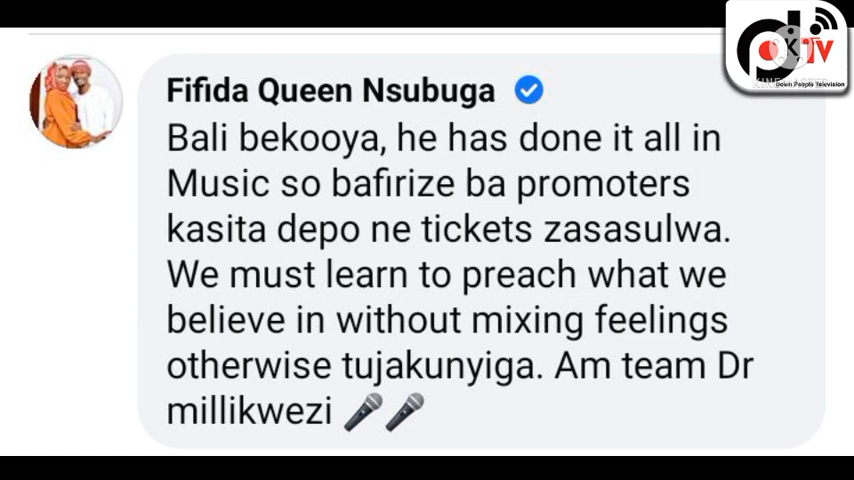 Fifida Queen Nsubuga
Bali bekooya, he has done it all in
Music so bafirize ba promoters
kasita depo ne tickets zasasulwa.
We must learn to preach what we
believe in without mixing feelings
otherwise tujakunyiga. Am team Dr
millikwezi 🎤🎤
TV
Down People Television